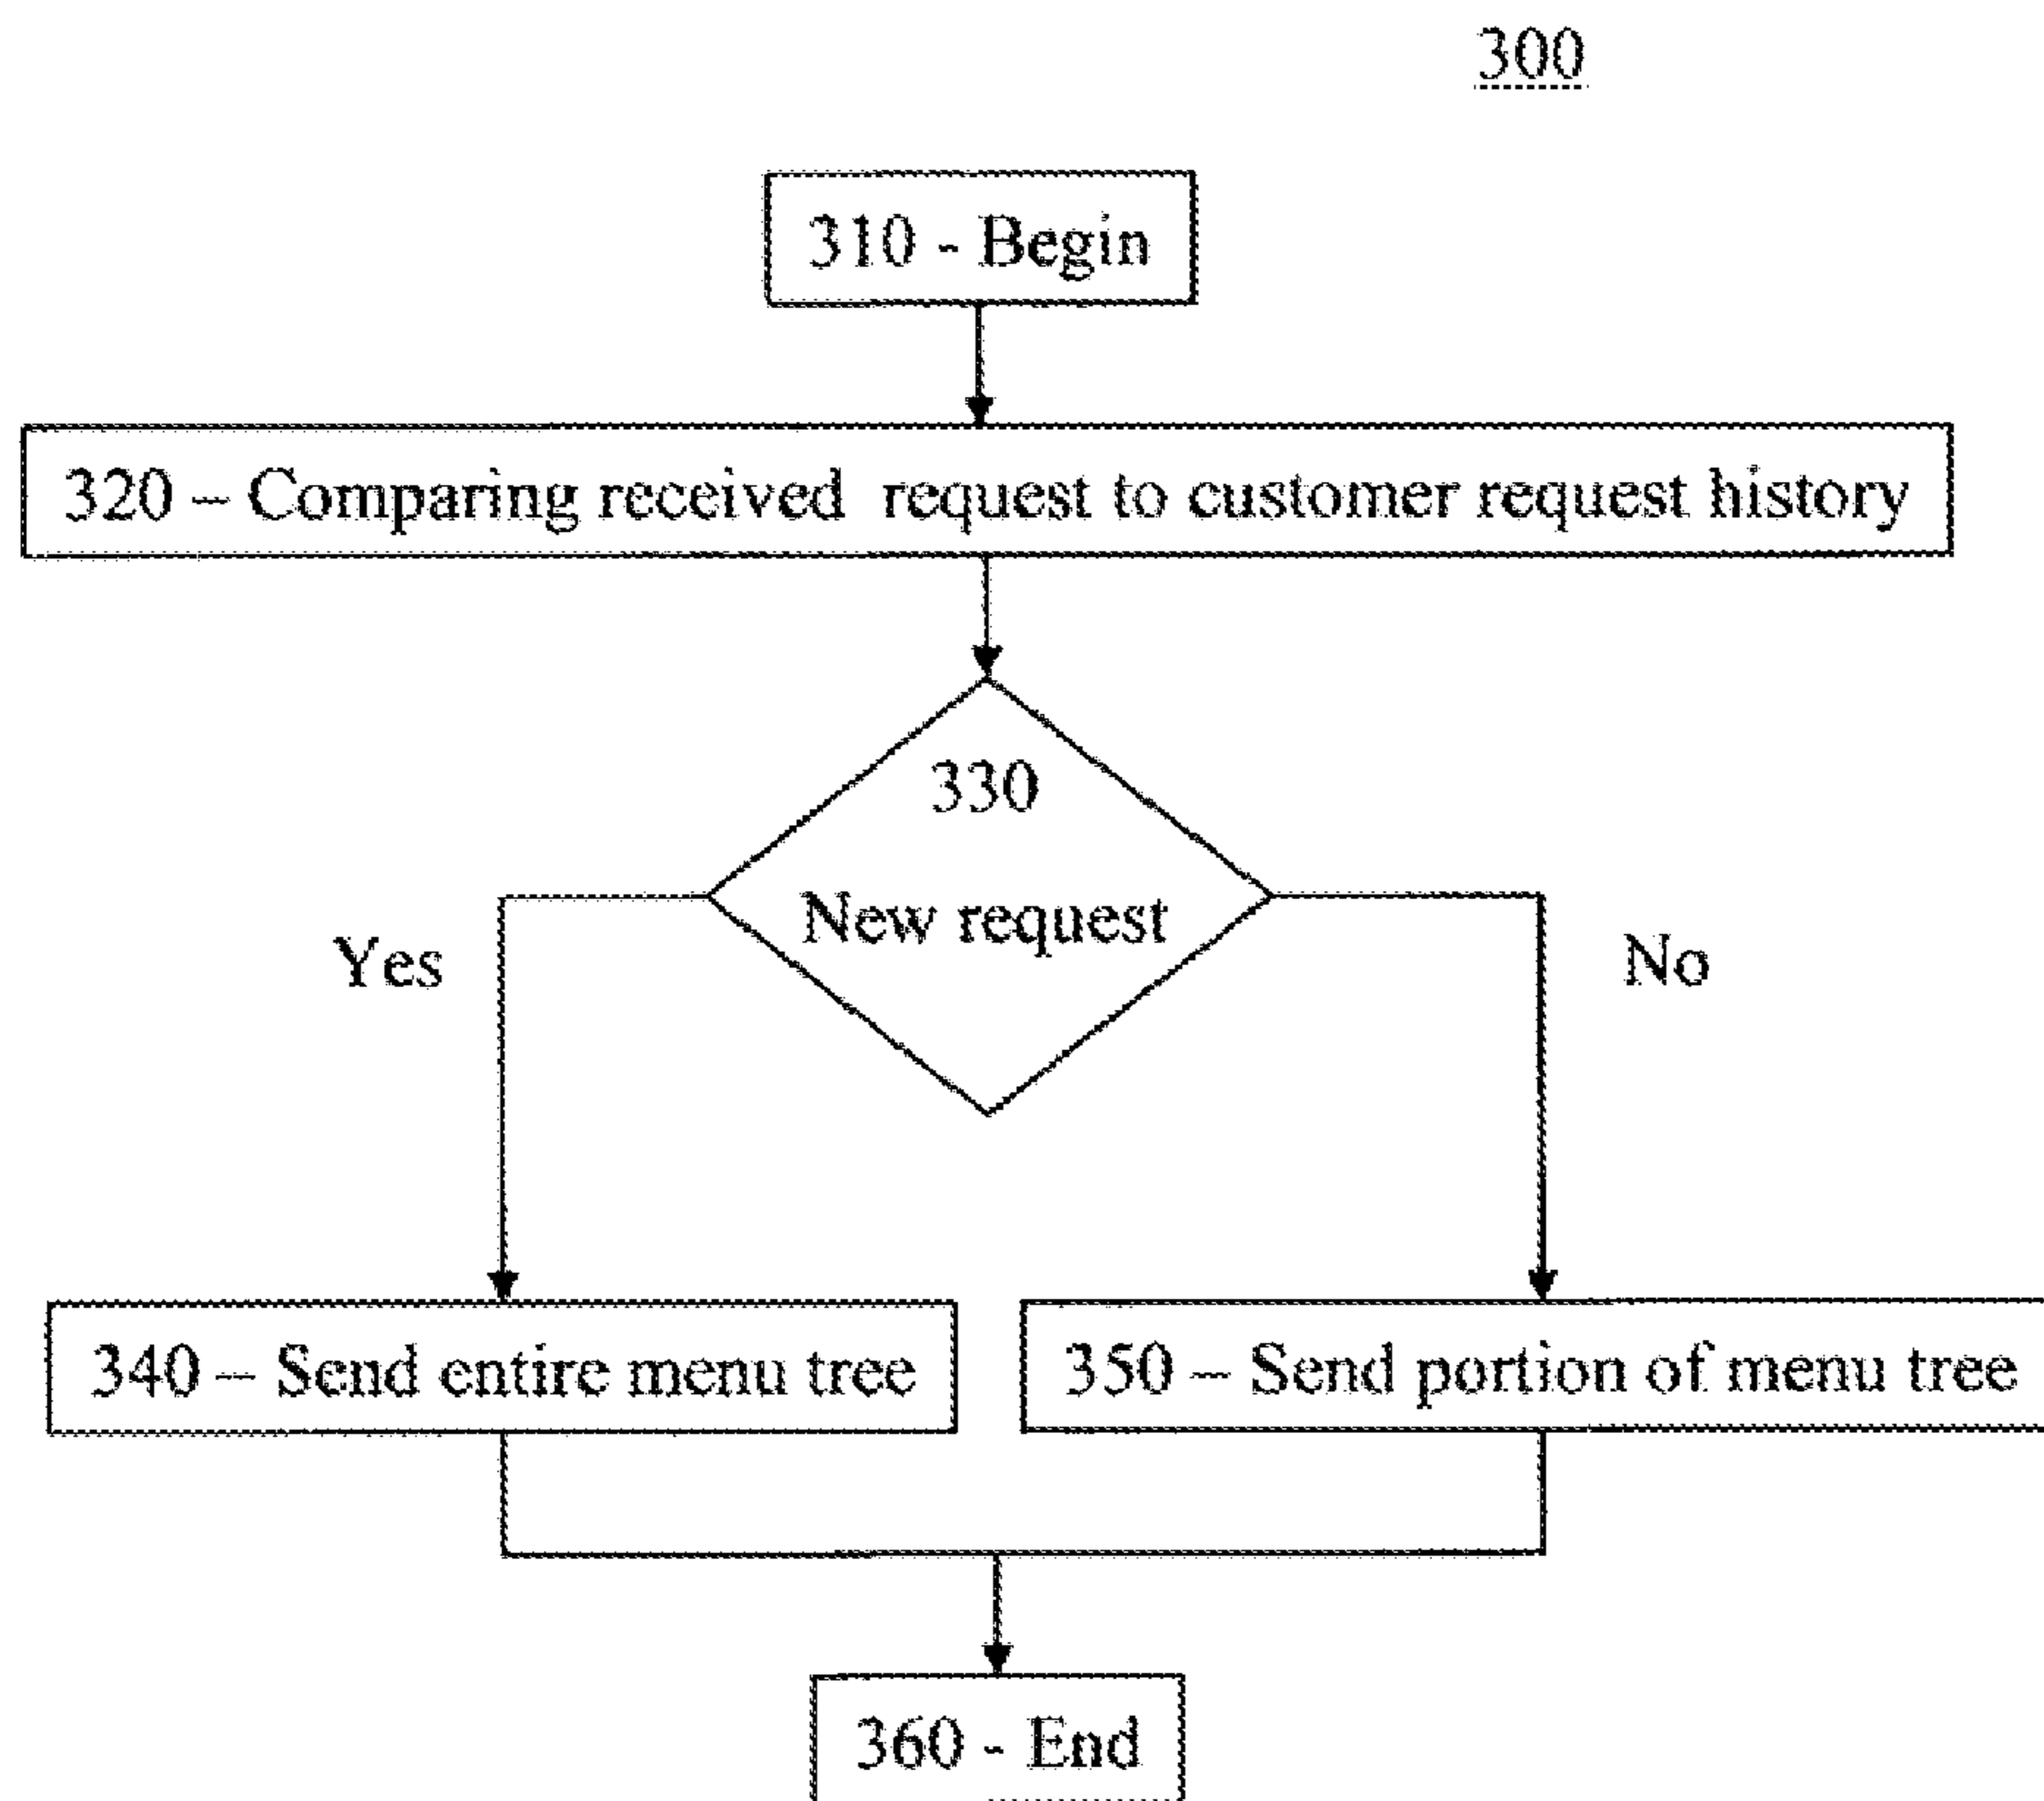 300
310 - Begin
320 – Comparing received request to customer request history
330
New request
Yes
No
340 – Send entire menu tree
350 – Send portion of menu tree
360 - End